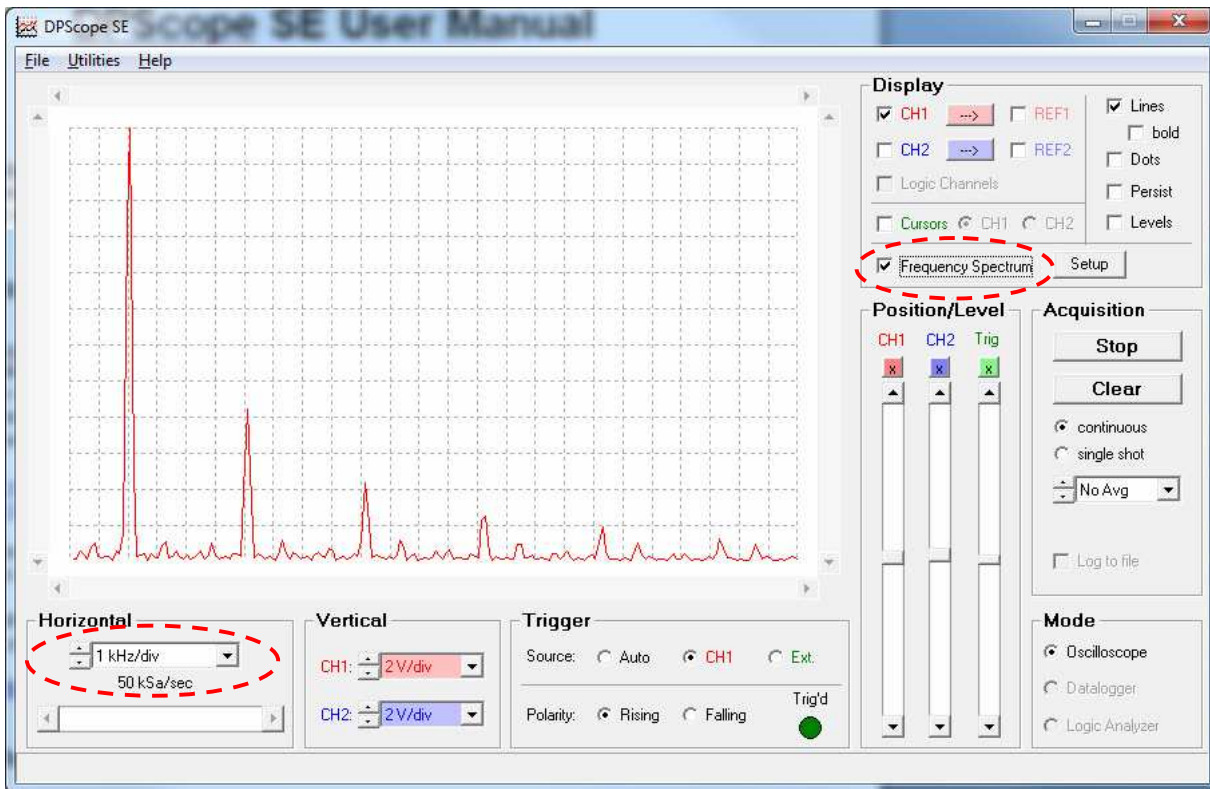 DPScope SE User Manual
DPScope SE
File Utilities Help
Display
CH1 ---> REF1
CH2 ---> REF2
Logic Channels
Cursors CH1 CH2
Frequency Spectrum Setup
Lines
bold
Dots
Persist
Levels
Position/Level
CH1 CH2 Trig
x x x
Acquisition
Stop
Clear
continuous
single shot
No Avg
Log to file
Horizontal
1 kHz/div
50 kSa/sec
Vertical
CH1: 2 V/div
CH2: 2 V/div
Trigger
Source: Auto CH1 Ext.
Polarity: Rising Falling
Trig'd
Mode
Oscilloscope
Datalogger
Logic Analyzer